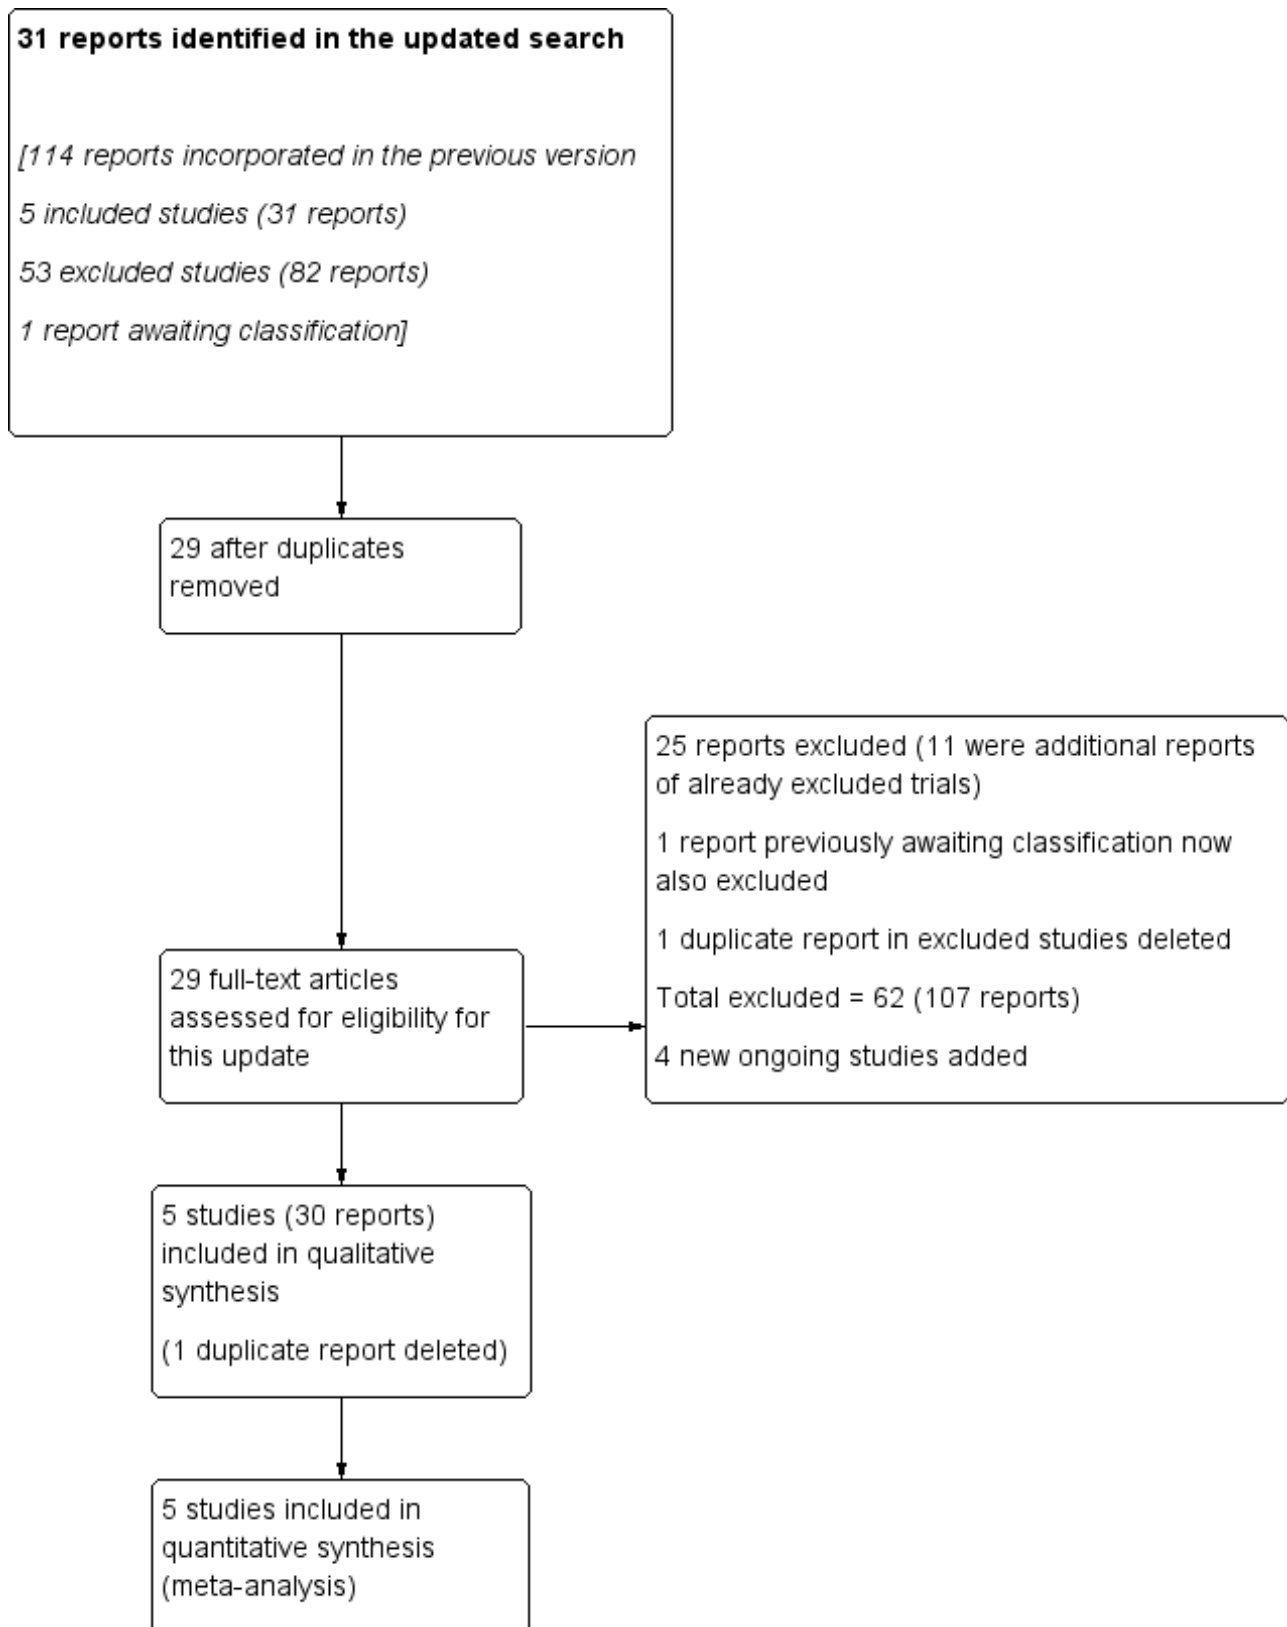 31 reports identified in the updated search
[114 reports incorporated in the previous version
5 included studies (31 reports)
53 excluded studies (82 reports)
1 report awaiting classification]
29 after duplicates
removed
25 reports excluded (11 were additional reports
of already excluded trials)
1 report previously awaiting classification now
also excluded
1 duplicate report in excluded studies deleted
Total excluded = 62 (107 reports)
4 new ongoing studies added
29 full-text articles
assessed for eligibility for
this update
5 studies (30 reports)
included in qualitative
synthesis
(1 duplicate report deleted)
5 studies included in
quantitative synthesis
(meta-analysis)